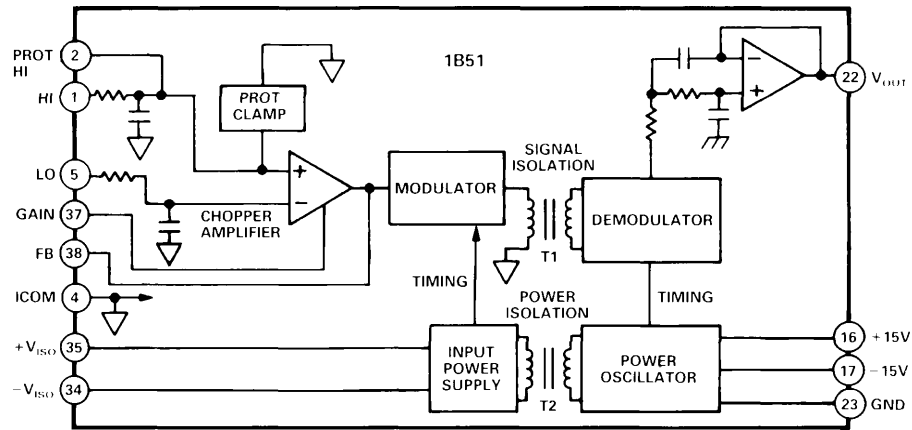 1B51
PROT
HI
2
HI
1
PROT
CLAMP
LO
5
GAIN
37
FB
38
ICOM
4
+VISO
35
−VISO
34
+
−
CHOPPER
AMPLIFIER
MODULATOR
SIGNAL
ISOLATION
T1
DEMODULATOR
−
+
22
VOUT
TIMING
POWER
ISOLATION
TIMING
INPUT
POWER
SUPPLY
T2
POWER
OSCILLATOR
16
+15V
17
−15V
23
GND